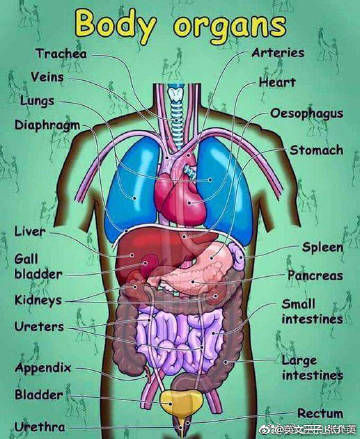 Body organs
Trachea
Veins
Lungs
Diaphragm
Arteries
Heart
Oesophagus
Stomach
Liver
Gall
bladder
Kidneys
Ureters
Appendix
Bladder
Urethra
Spleen
Pancreas
Small
intestines
Large
intestines
Rectum